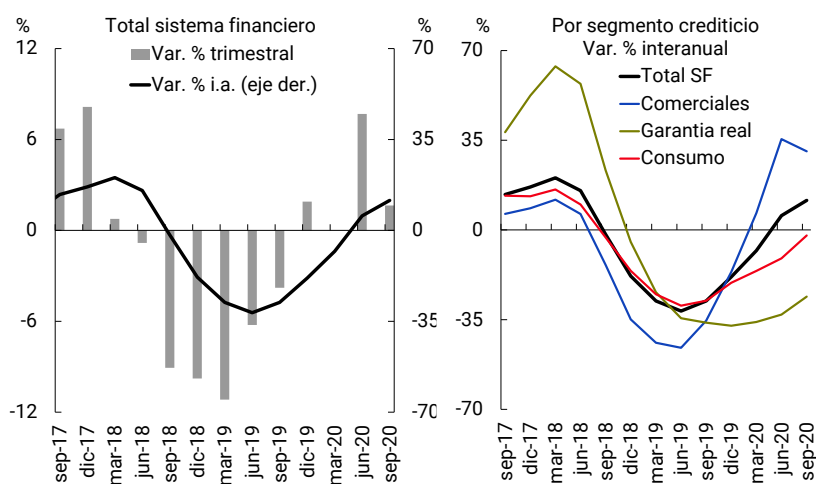 Total sistema financiero
%
%
Var. % trimestral
Var. % i.a. (eje der.)
12
6
0
-6
-12
70
35
0
-35
-70
sep-17
dic-17
mar-18
jun-18
sep-18
dic-18
mar-19
jun-19
sep-19
dic-19
mar-20
jun-20
sep-20
Por segmento crediticio
Var. % interanual
%
Total SF
Comerciales
Garantia real
Consumo
70
35
0
-35
-70
sep-17
dic-17
mar-18
jun-18
sep-18
dic-18
mar-19
jun-19
sep-19
dic-19
mar-20
jun-20
sep-20